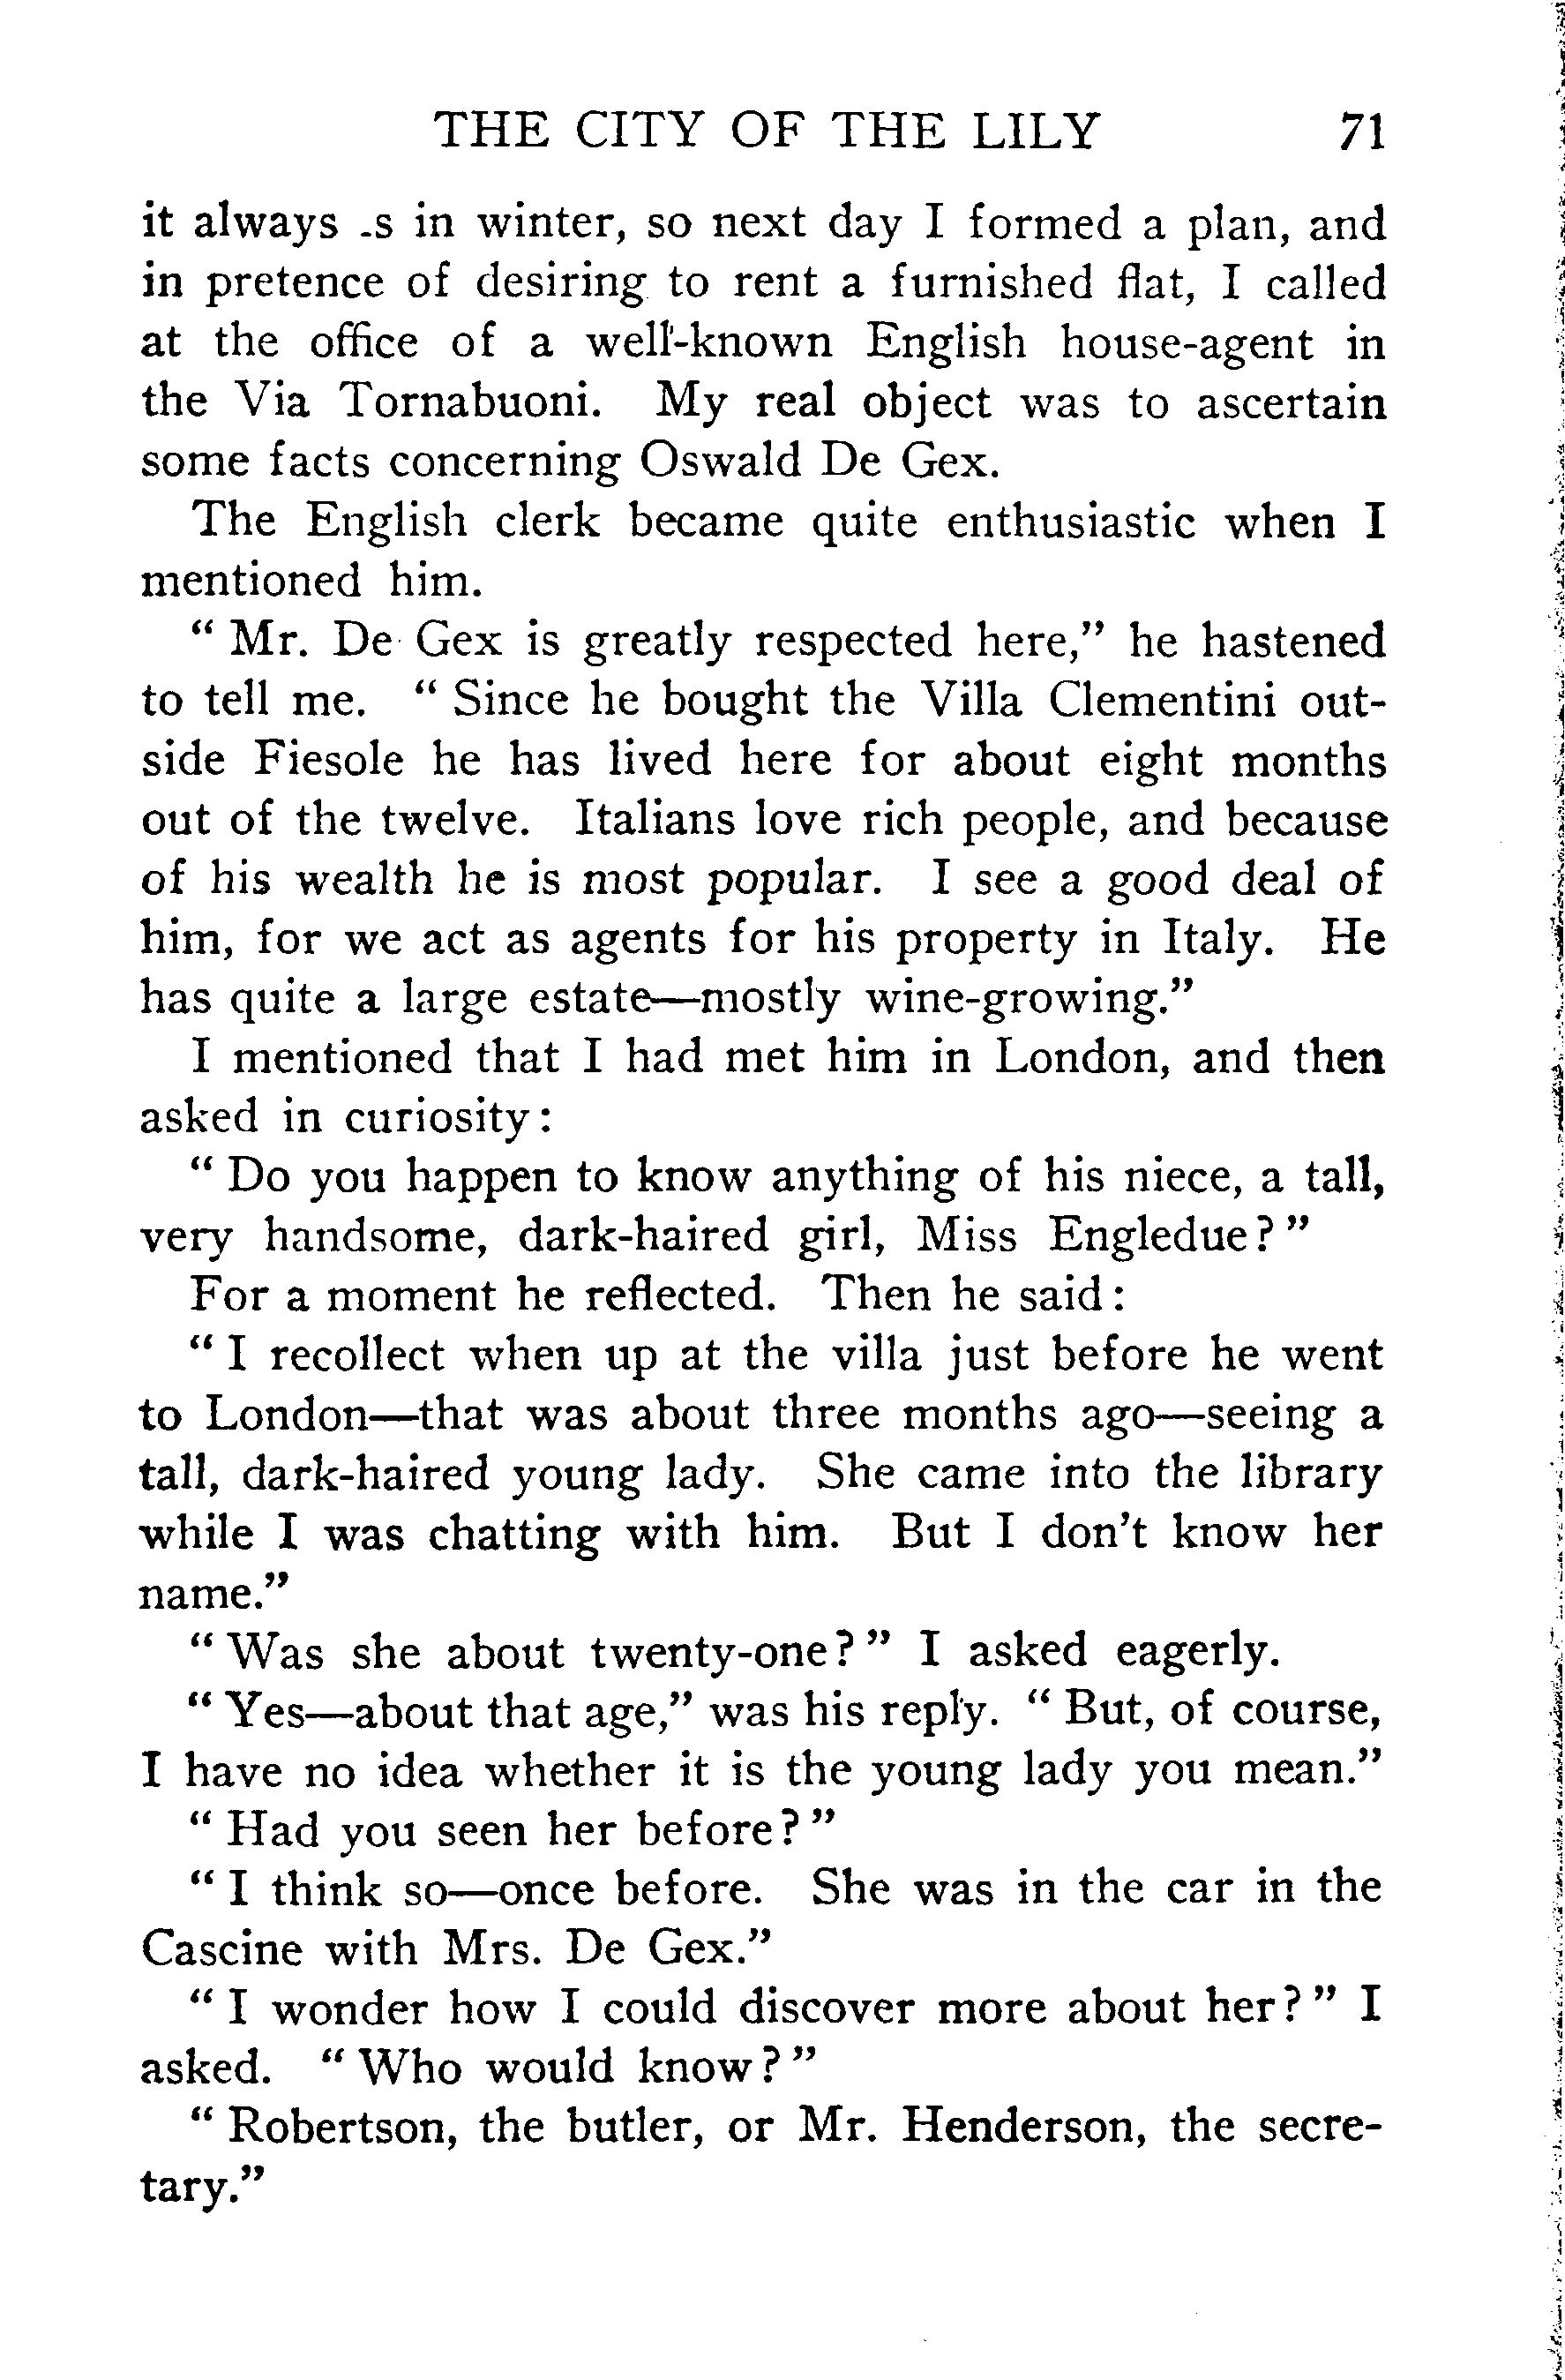 THE CITY OF THE LILY 71
it always .s in winter, so next day I formed a plan, and
in pretence of desiring to rent a furnished flat, I called
at the office of a well-known English house-agent in
the Via Tornabuoni. My real object was to ascertain
some facts concerning Oswald De Gex.
The English clerk became quite enthusiastic when I
mentioned him.
" Mr. De Gex is greatly respected here," he hastened
to tell me. " Since he bought the Villa Clementini out-
side Fiesole he has lived here for about eight months
out of the twelve. Italians love rich people, and because
of his wealth he is most popular. I see a good deal of
him, for we act as agents for his property in Italy. He
has quite a large estate—mostly wine-growing."
I mentioned that I had met him in London, and then
asked in curiosity:
" Do you happen to know anything of his niece, a tall,
very handsome, dark-haired girl, Miss Engledue? "
For a moment he reflected. Then he said:
" I recollect when up at the villa just before he went
to London—that was about three months ago—seeing a
tall, dark-haired young lady. She came into the library
while I was chatting with him. But I don't know her
name."
" Was she about twenty-one? " I asked eagerly.
" Yes—about that age," was his reply. " But, of course,
I have no idea whether it is the young lady you mean."
" Had you seen her before? "
" I think so—once before. She was in the car in the
Cascine with Mrs. De Gex."
" I wonder how I could discover more about her? " I
asked. " Who would know? "
" Robertson, the butler, or Mr. Henderson, the secre-
tary."